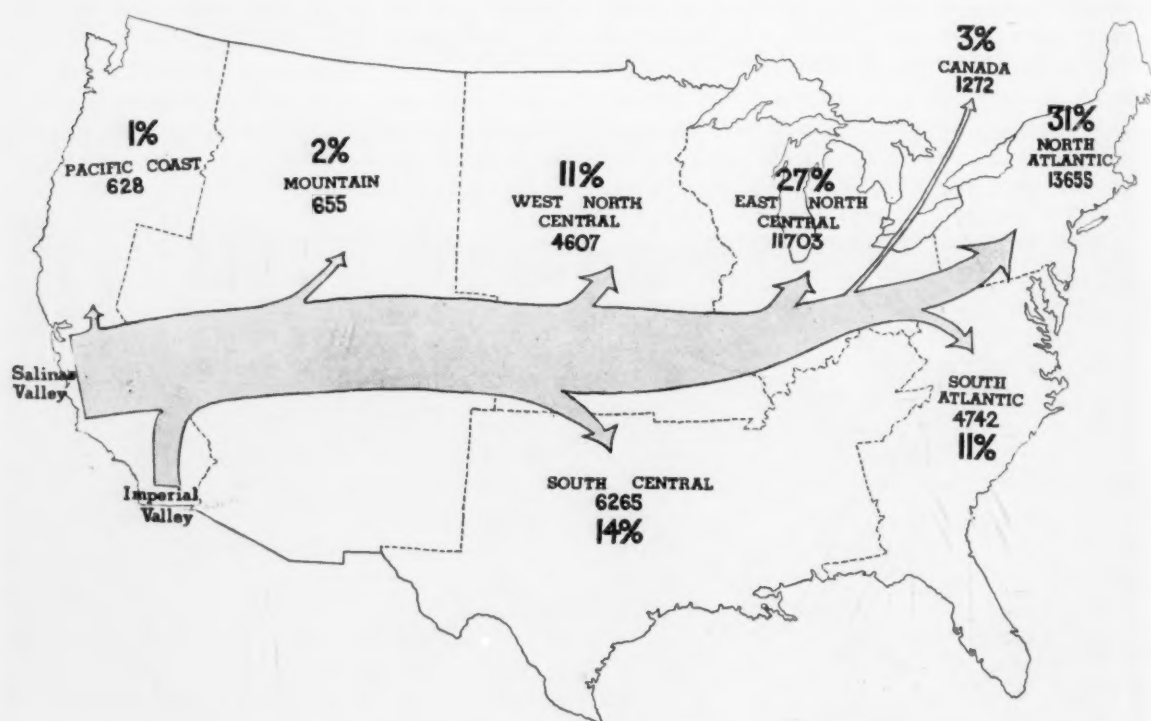 3%
CANADA
1272
1%
PACIFIC COAST
628
2%
MOUNTAIN
655
11%
WEST NORTH
CENTRAL
4607
27%
EAST NORTH
CENTRAL
11703
31%
NORTH
ATLANTIC
13655
Salinas
Valley
Imperial
Valley
SOUTH CENTRAL
6265
14%
SOUTH
ATLANTIC
4742
11%